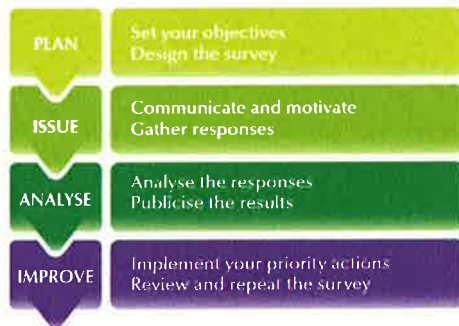 PLAN
Set your objectives
Design the survey
ISSUE
Communicate and motivate
Gather responses
ANALYSE
Analyse the responses
Publicise the results
IMPROVE
Implement your priority actions
Review and repeat the survey